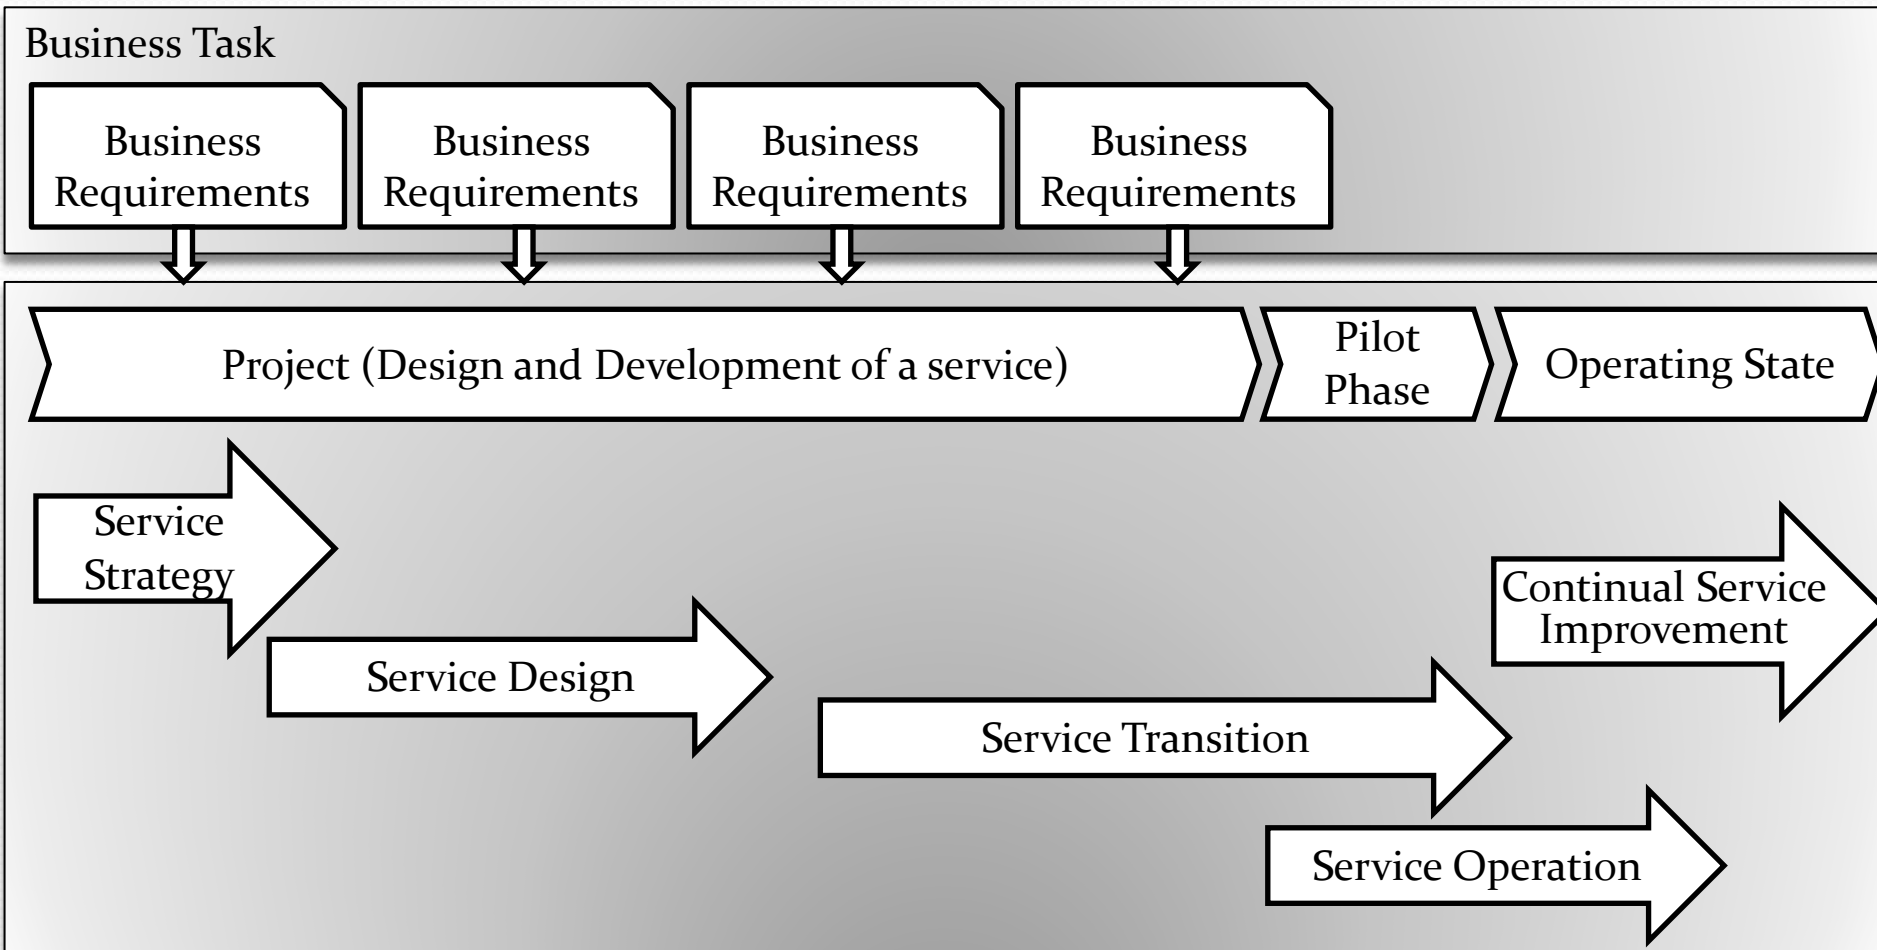 Business Task
Business
Requirements
Business
Requirements
Business
Requirements
Business
Requirements
Project (Design and Development of a service)
Pilot
Phase
Operating State
Service
Strategy
Service Design
Service Transition
Service Operation
Continual Service
Improvement